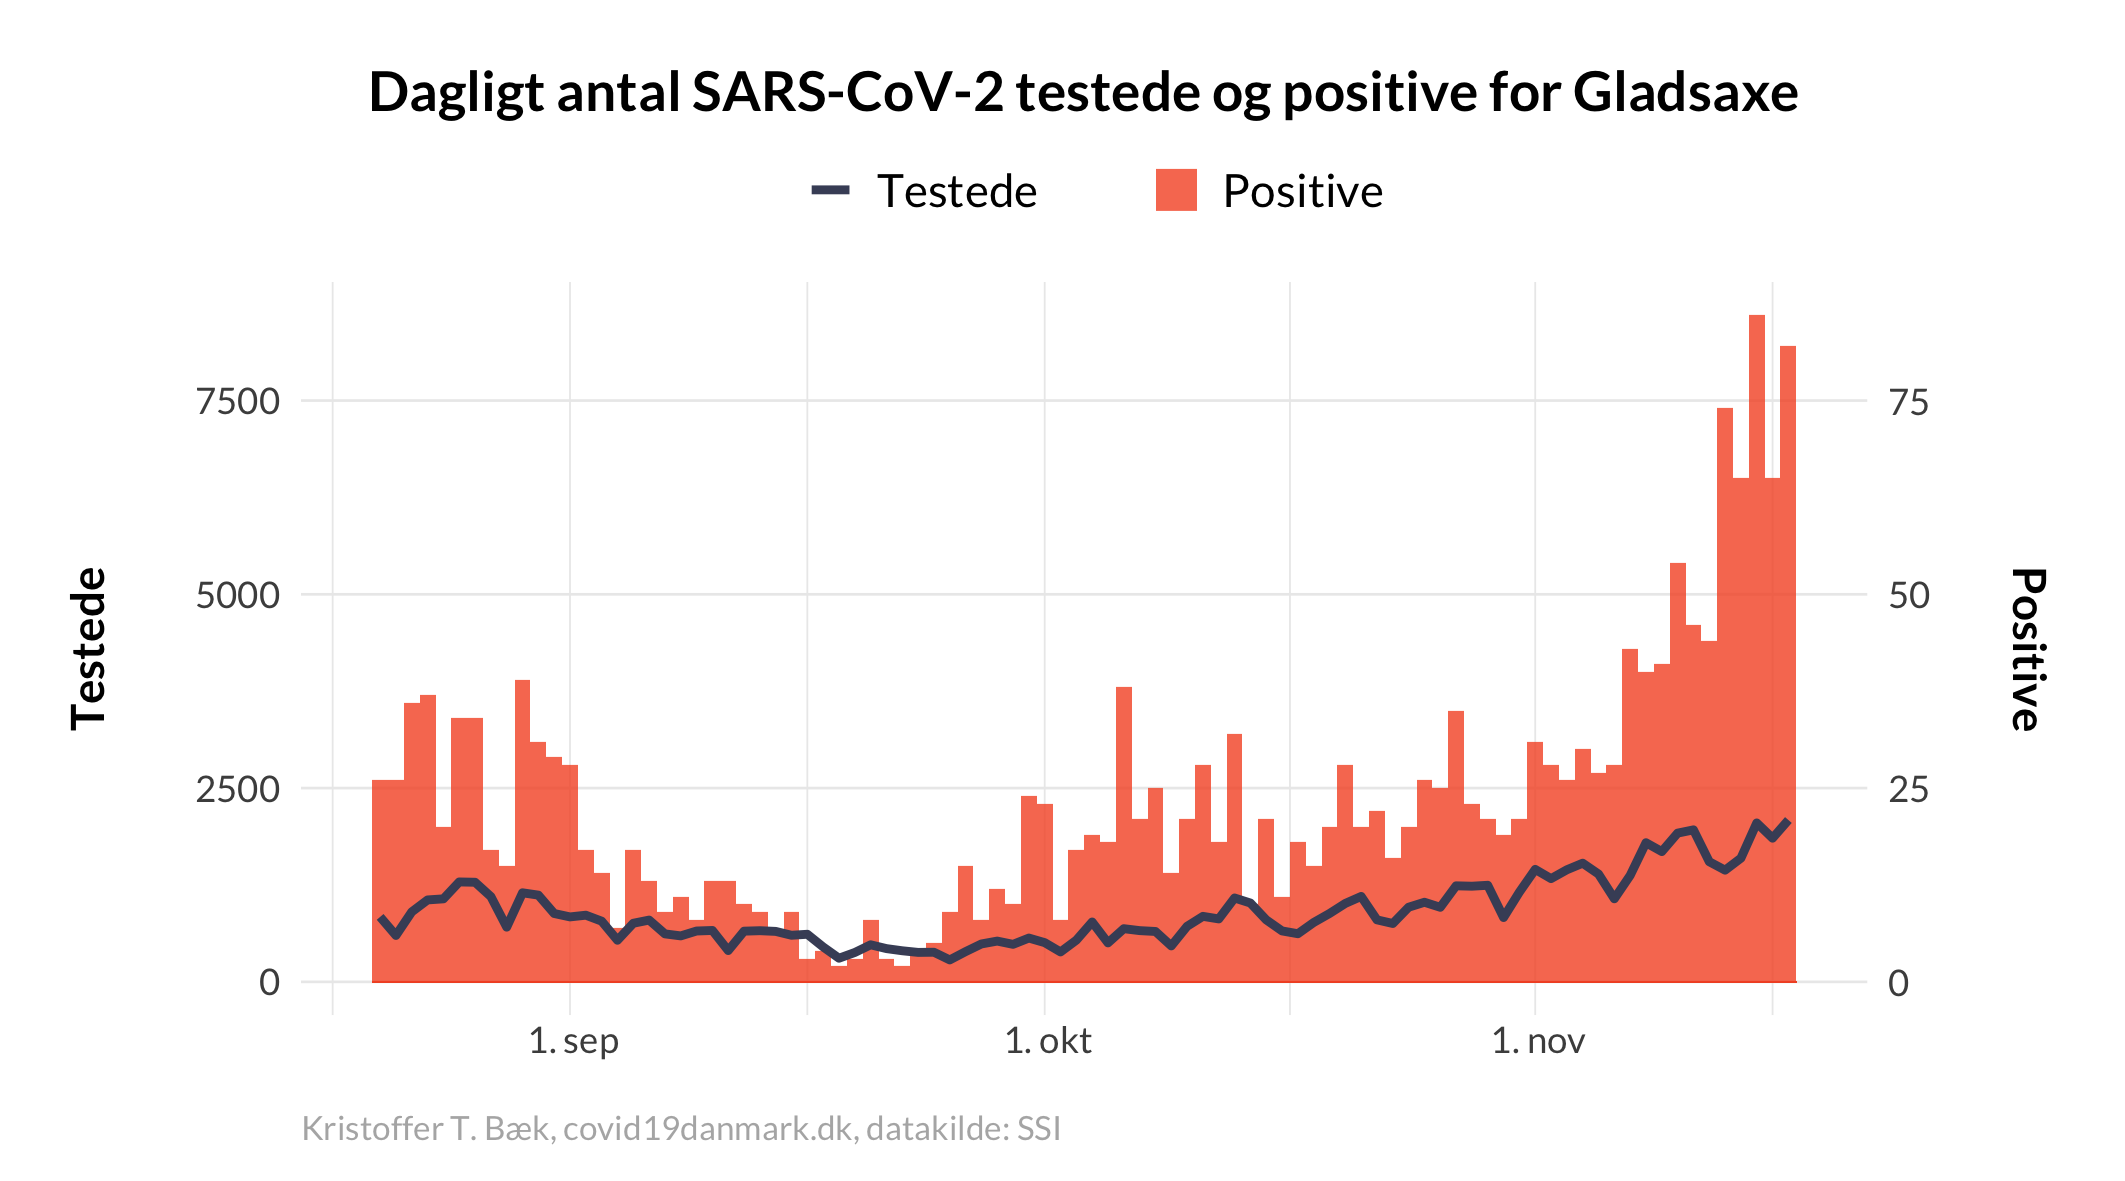 Dagligt antal SARS-CoV-2 testede og positive for Gladsaxe
Testede Positive
7500
5000
2500
0
Testede
75
50
25
0
Positive
1. sep 1. okt 1. nov
Kristoffer T. Bæk, covid19danmark.dk, datakilde: SSI